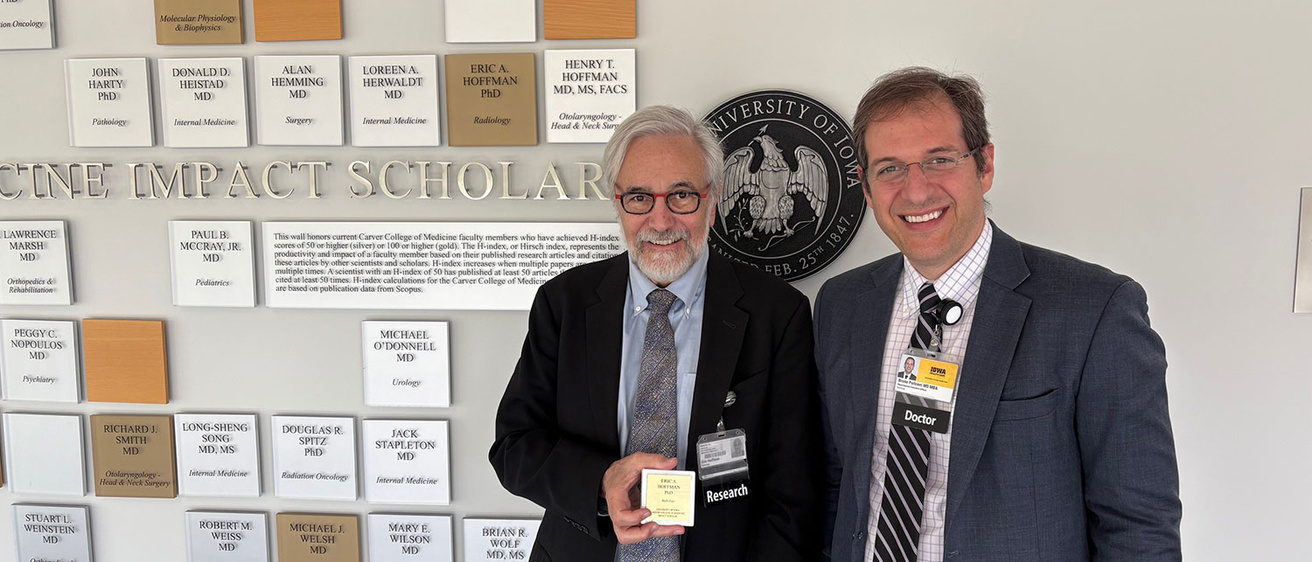 on Oncology
Molecular Physiology
& Biophysics
JOHN
HARTY
PhD
Pathology
DONALD D.
HEISTAD
MD
Internal Medicine
ALAN
HEMMING
MD
Surgery
LOREEN A.
HERWALDT
MD
Internal Medicine
ERIC A.
HOFFMAN
PhD
Radiology
HENRY T.
HOFFMAN
MD, MS, FACS
Otolaryngology -
Head & Neck Surg
CINE IMPACT SCHOLAR
UNIVERSITY OF IOWA
FEB. 25TH 1847.
LAWRENCE
MARSH
MD
Orthopedics &
Rehabilitation
PAUL B.
MCCRAY, JR.
MD
Pediatrics
This wall honors current Carver College of Medicine faculty members who have achieved H-index
scores of 50 or higher (silver) or 100 or higher (gold). The H-index, or Hirsch index, represents the
productivity and impact of a faculty member based on their published research articles and citation
these articles by other scientists and scholars. H-index increases when multiple papers are
multiple times. A scientist with an H-index of 50 has published at least 50 articles
cited at least 50 times. H-index calculations for the Carver College of Medicine
are based on publication data from Scopus.
PEGGY C.
NOPOULOS
MD
Psychiatry
MICHAEL
O'DONNELL
MD
Urology
RICHARD J.
SMITH
MD
Otolaryngology -
Head & Neck Surgery
LONG-SHENG
SONG
MD, MS
Internal Medicine
DOUGLAS R.
SPITZ
PhD
Radiation Oncology
JACK
STAPLETON
MD
Internal Medicine
STUART L.
WEINSTEIN
MD
ROBERT M.
WEISS
MD
MICHAEL J.
WELSH
MD
MARY E.
WILSON
MD
BRIAN R.
WOLF
MD, MS
ERIC A.
HOFFMAN
PhD
Research
IOWA
Doctor